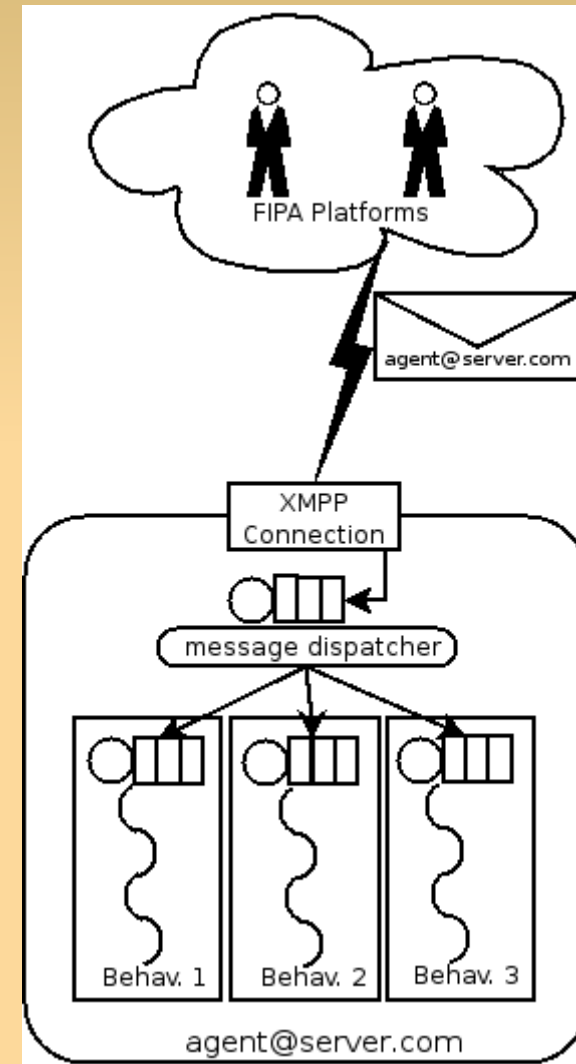 FIPA Platforms
agent@server.com
XMPP
Connection
message dispatcher
Behav. 1
Behav. 2
Behav. 3
agent@server.com